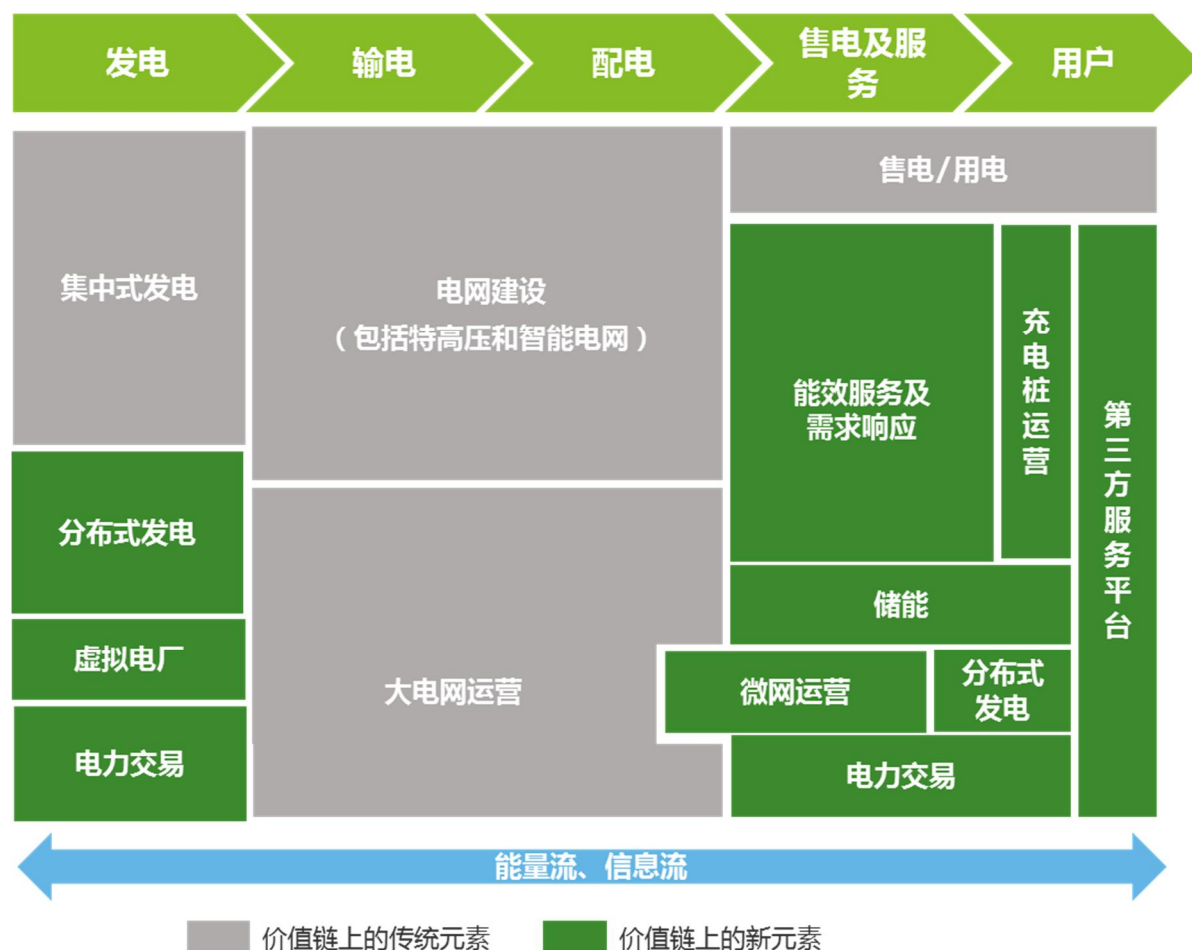 发电
输电
配电
售电及服
务
用户
集中式发电
电网建设
（包括特高压和智能电网）
售电/用电
能效服务及
需求响应
充电桩运营
第三方服务平台
分布式发电
储能
虚拟电厂
大电网运营
微网运营
分布式
发电
电力交易
电力交易
能量流、信息流
价值链上的传统元素
价值链上的新元素